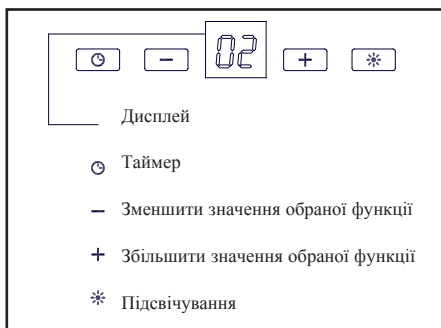 − 02 +
Дисплей
Таймер
− Зменшити значення обраної функції
+ Збільшити значення обраної функції
Підсвічування